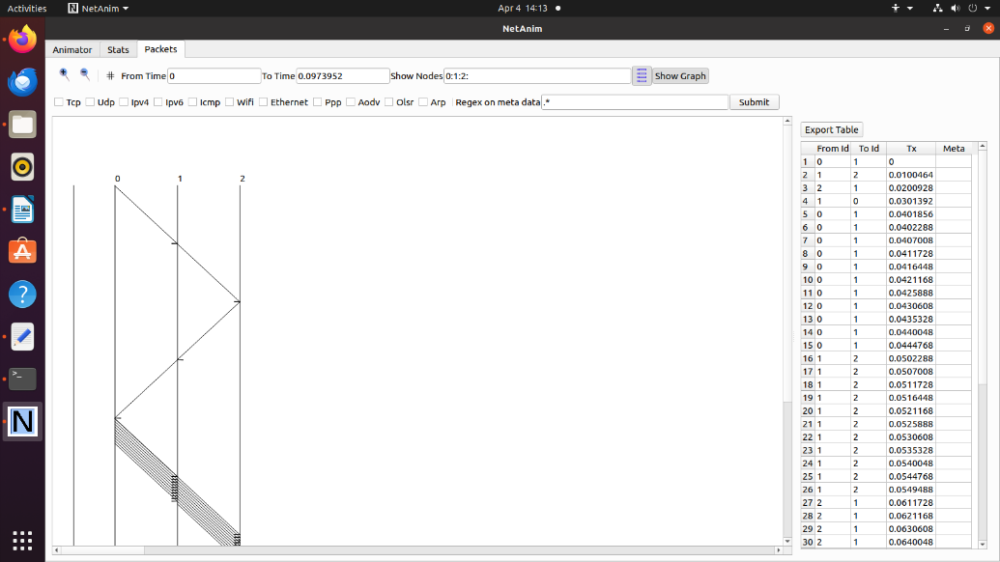 Activities NetAnim Apr 4 14:13
NetAnim
Animator Stats Packets
# From Time 0 To Time 0.0973952 Show Nodes 0:1:2: Show Graph
Tcp Udp Ipv4 Ipv6 Icmp Wifi Ethernet Ppp Aodv Olsr Arp Regex on meta data .* Submit
Export Table
0 1 2
From Id To Id Tx Meta
1 0 1 0
2 1 2 0.0100464
3 2 1 0.0200928
4 1 0 0.0301392
5 0 1 0.0401856
6 0 1 0.0402288
7 0 1 0.0407008
8 0 1 0.0411728
9 0 1 0.0416448
10 0 1 0.0421168
11 0 1 0.0425888
12 0 1 0.0430608
13 0 1 0.0435328
14 0 1 0.0440048
15 0 1 0.0444768
16 1 2 0.0502288
17 1 2 0.0507008
18 1 2 0.0511728
19 1 2 0.0516448
20 1 2 0.0521168
21 1 2 0.0525888
22 1 2 0.0530608
23 1 2 0.0535328
24 1 2 0.0540048
25 1 2 0.0544768
26 1 2 0.0549488
27 2 1 0.0611728
28 2 1 0.0621168
29 2 1 0.0630608
30 2 1 0.0640048